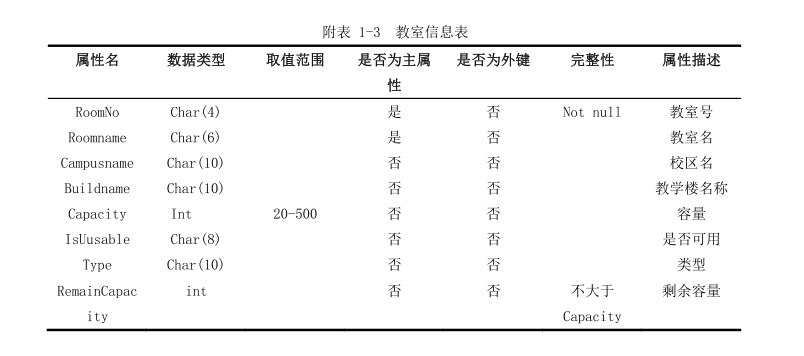 附表 1-3 教室信息表
属性名 数据类型 取值范围 是否为主属 是否为外键 完整性 属性描述
性
RoomNo Char(4) 是 否 Not null 教室号
Roomname Char(6) 是 否 教室名
Campusname Char(10) 否 否 校区名
Buildname Char(10) 否 否 教学楼名称
Capacity Int 20-500 否 否 容量
IsUusable Char(8) 否 否 是否可用
Type Char(10) 否 否 类型
RemainCapac int 否 否 不大于 剩余容量
ity Capacity